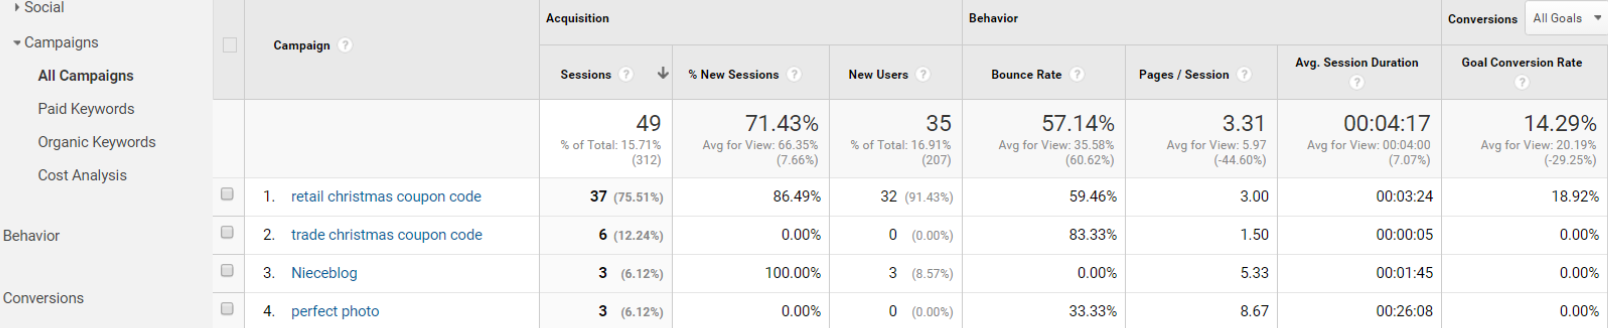 Social
Campaigns
All Campaigns
Paid Keywords
Organic Keywords
Cost Analysis
Behavior
Conversions
Campaign ?
Acquisition
Behavior
Conversions All Goals
Sessions ? % New Sessions ? New Users ? Bounce Rate ? Pages / Session ? Avg. Session Duration ? Goal Conversion Rate ?
49 71.43% 35 57.14% 3.31 00:04:17 14.29%
% of Total: 15.71% Avg for View: 66.35% % of Total: 16.91% Avg for View: 35.58% Avg for View: 5.97 Avg for View: 00:04:00 Avg for View: 20.19%
(312) (7.66%) (207) (60.62%) (-44.60%) (7.07%) (-29.25%)
1. retail christmas coupon code 37 (75.51%) 86.49% 32 (91.43%) 59.46% 3.00 00:03:24 18.92%
2. trade christmas coupon code 6 (12.24%) 0.00% 0 (0.00%) 83.33% 1.50 00:00:05 0.00%
3. Nieceblog 3 (6.12%) 100.00% 3 (8.57%) 0.00% 5.33 00:01:45 0.00%
4. perfect photo 3 (6.12%) 0.00% 0 (0.00%) 33.33% 8.67 00:26:08 0.00%